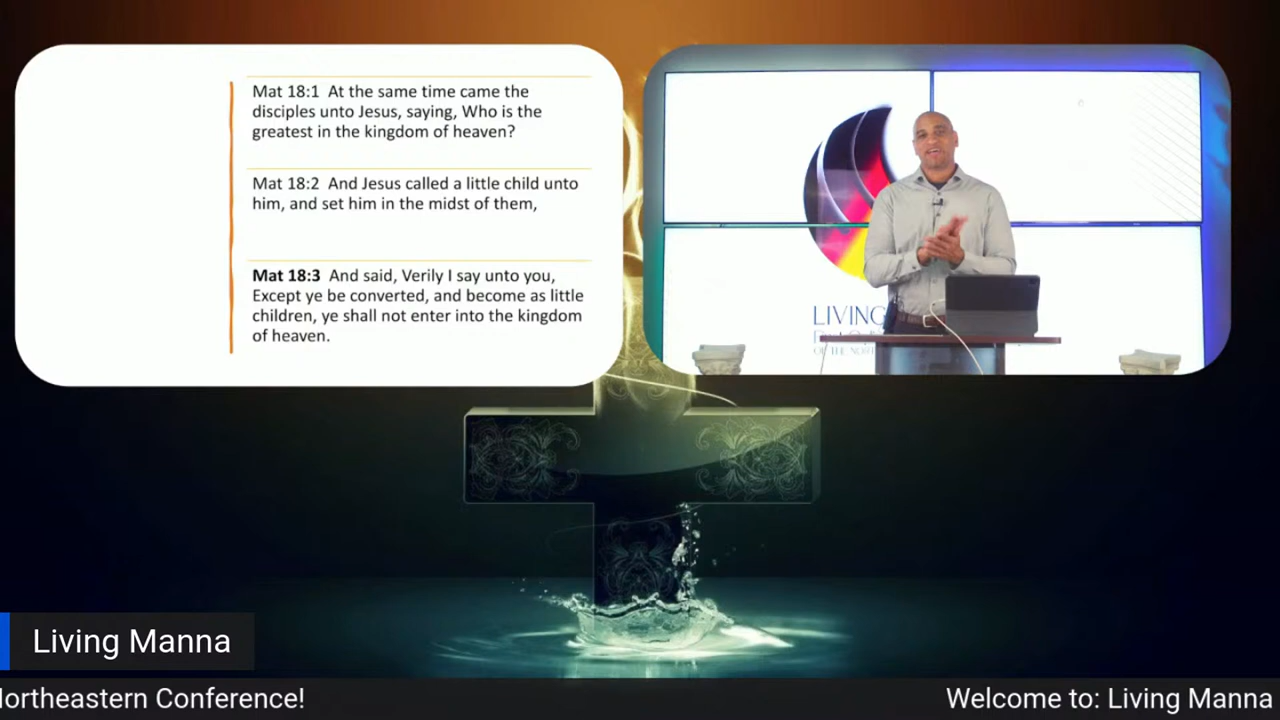 Mat 18:1 At the same time came the
disciples unto Jesus, saying, Who is the
greatest in the kingdom of heaven?
Mat 18:2 And Jesus called a little child unto
him, and set him in the midst of them,
Mat 18:3 And said, Verily I say unto you,
Except ye be converted, and become as little
children, ye shall not enter into the kingdom
of heaven.
LIVING
OF THE
Living Manna
ortheastern Conference!
Welcome to: Living Manna